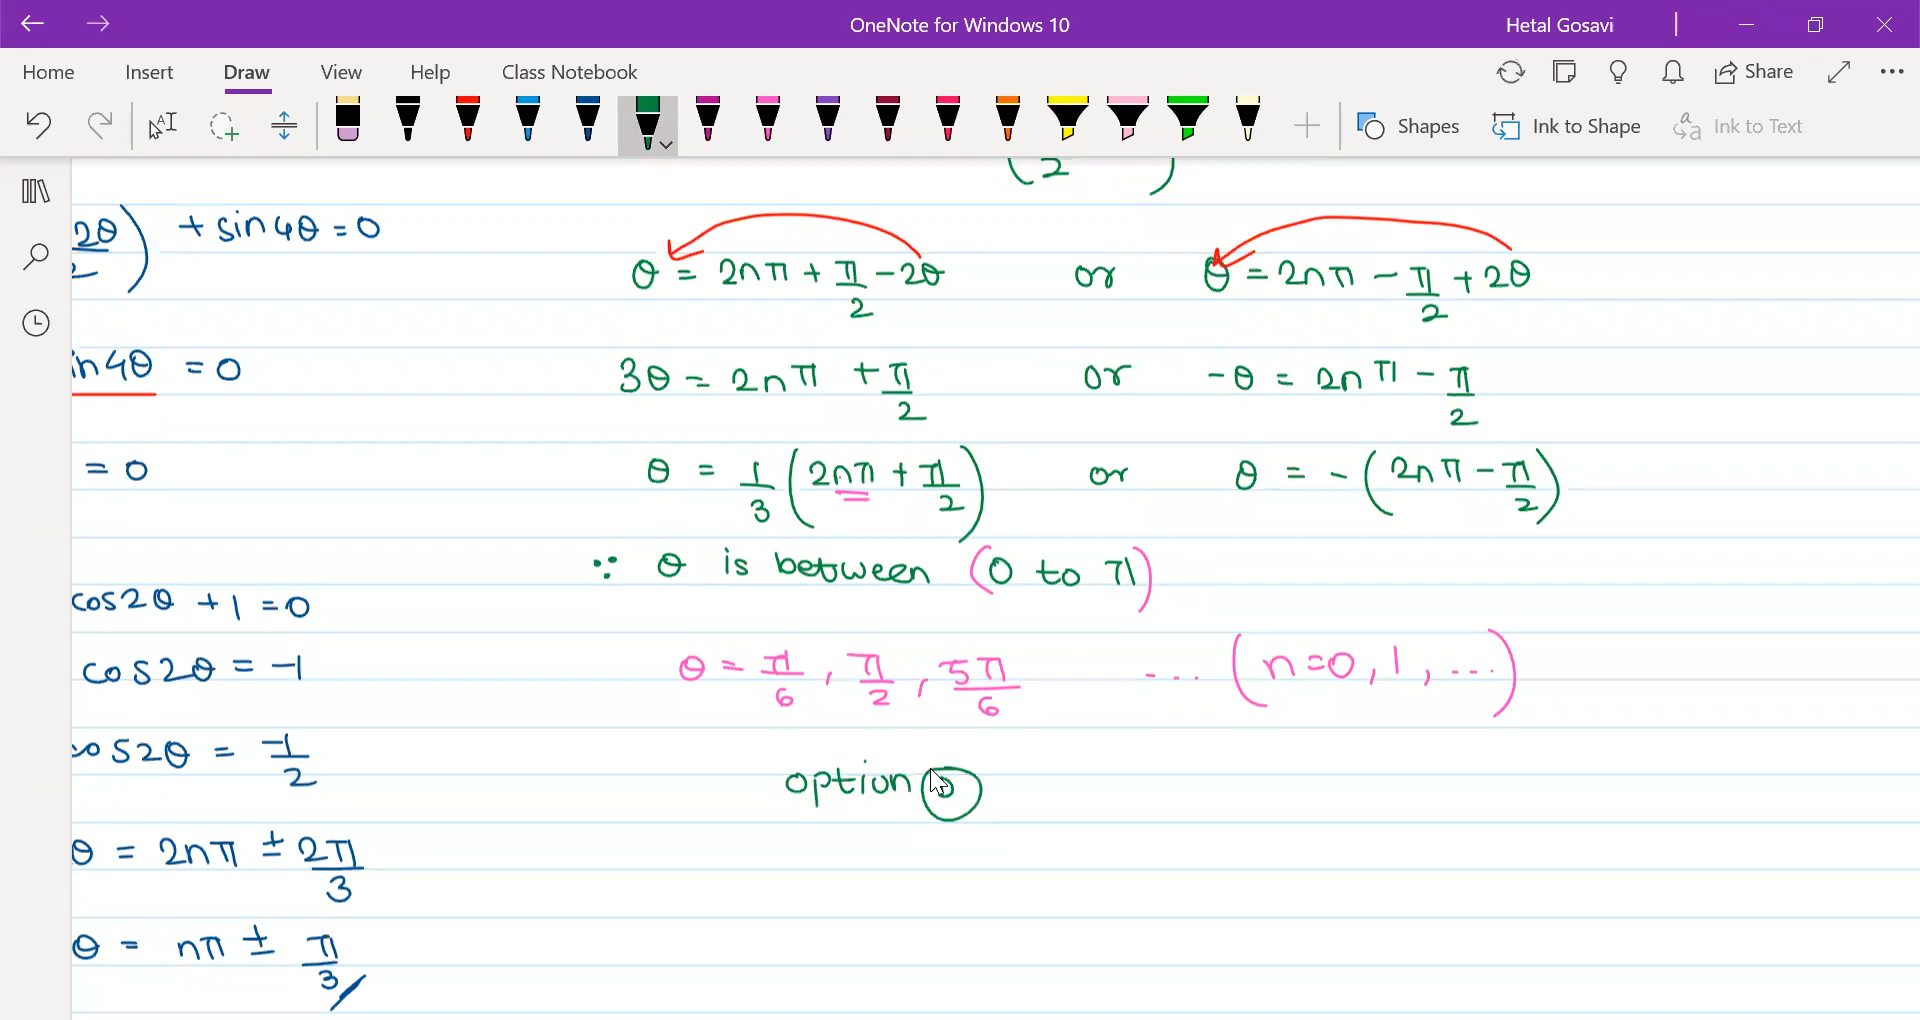 OneNote for Windows 10
Hetal Gosavi
Home Insert Draw View Help Class Notebook
Share
Shapes Ink to Shape Ink to Text
(2 )
2θ) + sin4θ = 0
in4θ = 0
= 0
cos2θ + 1 = 0
cos2θ = -1
cos2θ = -1/2
θ = 2nπ ± 2π/3
θ = nπ ± π/3
θ = 2nπ + π/2 - 2θ or θ = 2nπ - π/2 + 2θ
3θ = 2nπ + π/2 or -θ = 2nπ - π/2
θ = 1/3 (2nπ + π/2) or θ = -(2nπ - π/2)
∵ θ is between (0 to π)
θ = π/6, π/2, 5π/6 ... (n=0,1,...)
option